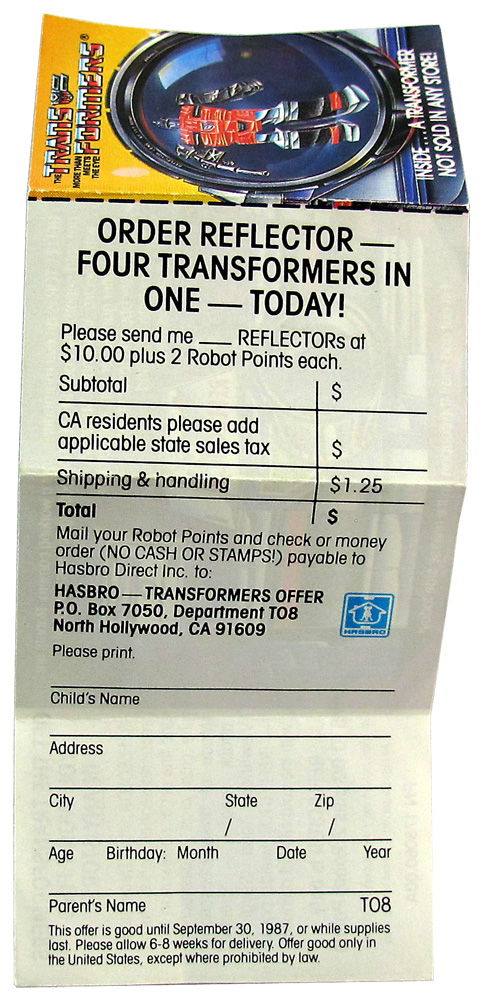 THE TRANSFORMERS®
MORE THAN
MEETS
THE EYE!
INSIDE . . . A TRANSFORMER
NOT SOLD IN ANY STORE!
ORDER REFLECTOR —
FOUR TRANSFORMERS IN
ONE — TODAY!
Please send me ___ REFLECTORs at
$10.00 plus 2 Robot Points each.
Subtotal $
CA residents please add
applicable state sales tax $
Shipping & handling $1.25
Total $
Mail your Robot Points and check or money
order (NO CASH OR STAMPS!) payable to
Hasbro Direct Inc. to:
HASBRO — TRANSFORMERS OFFER
P.O. Box 7050, Department TO8
North Hollywood, CA 91609
HASBRO
Please print.
Child's Name
Address
City State Zip
/ /
Age Birthday: Month Date Year
Parent's Name TO8
This offer is good until September 30, 1987, or while supplies
last. Please allow 6-8 weeks for delivery. Offer good only in
the United States, except where prohibited by law.